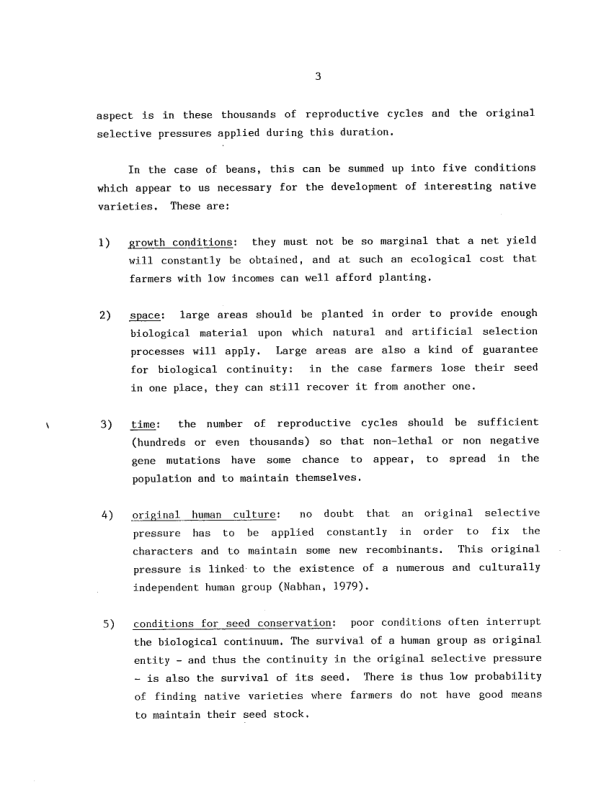 3
aspect is in these thousands of reproductive cycles and the original
selective pressures applied during this duration.
In the case of beans, this can be summed up into five conditions
which appear to us necessary for the development of interesting native
varieties. These are:
1) growth conditions: they must not be so marginal that a net yield
will constantly be obtained, and at such an ecological cost that
farmers with low incomes can well afford planting.
2) space: large areas should be planted in order to provide enough
biological material upon which natural and artificial selection
processes will apply. Large areas are also a kind of guarantee
for biological continuity: in the case farmers lose their seed
in one place, they can still recover it from another one.
3) time: the number of reproductive cycles should be sufficient
(hundreds or even thousands) so that non-lethal or non negative
gene mutations have some chance to appear, to spread in the
population and to maintain themselves.
4) original human culture: no doubt that an original selective
pressure has to be applied constantly in order to fix the
characters and to maintain some new recombinants. This original
pressure is linked to the existence of a numerous and culturally
independent human group (Nabhan, 1979).
5) conditions for seed conservation: poor conditions often interrupt
the biological continuum. The survival of a human group as original
entity - and thus the continuity in the original selective pressure
- is also the survival of its seed. There is thus low probability
of finding native varieties where farmers do not have good means
to maintain their seed stock.